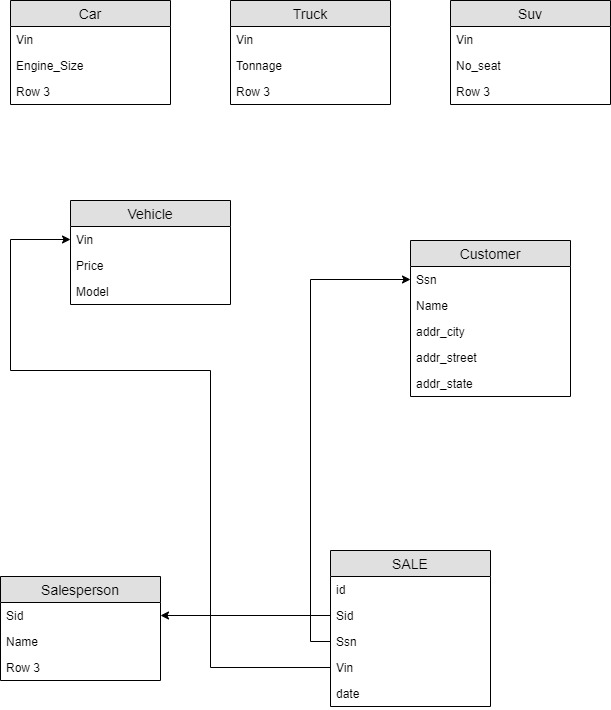 Car
Vin
Engine_Size
Row 3
Truck
Vin
Tonnage
Row 3
Suv
Vin
No_seat
Row 3
Vehicle
Vin
Price
Model
Customer
Ssn
Name
addr_city
addr_street
addr_state
Salesperson
Sid
Name
Row 3
SALE
id
Sid
Ssn
Vin
date